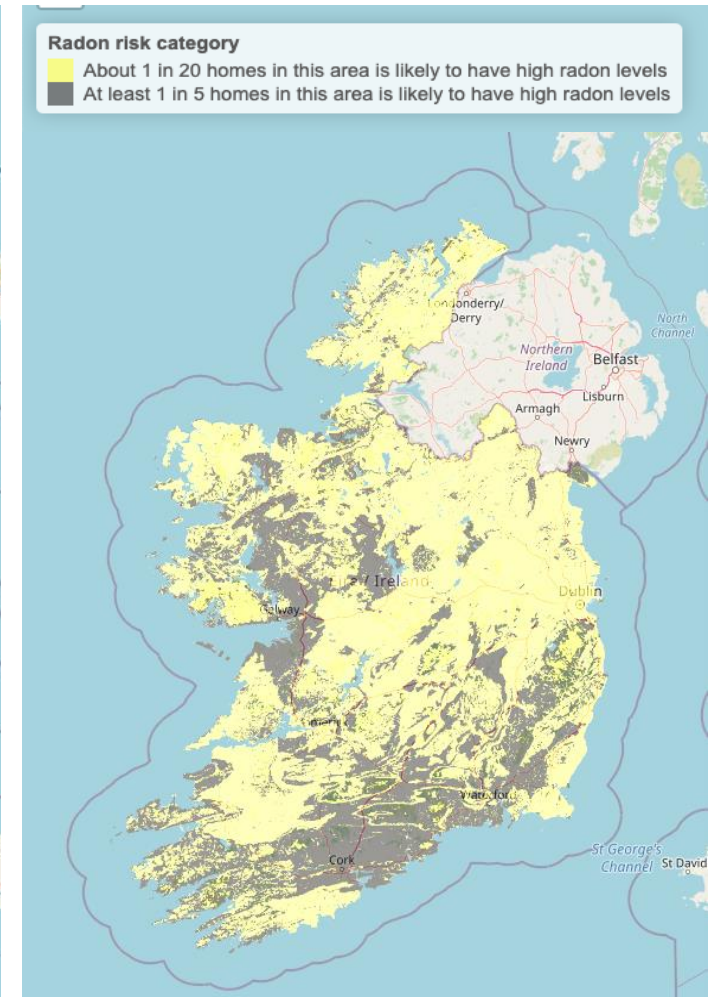 Radon risk category
About 1 in 20 homes in this area is likely to have high radon levels
At least 1 in 5 homes in this area is likely to have high radon levels
Londonderry/
Derry
North
Channel
Northern
Ireland
Belfast
Lisburn
Armagh
Newry
/ Ireland
Dublin
Galway
Cork
St George's
Channel
St David